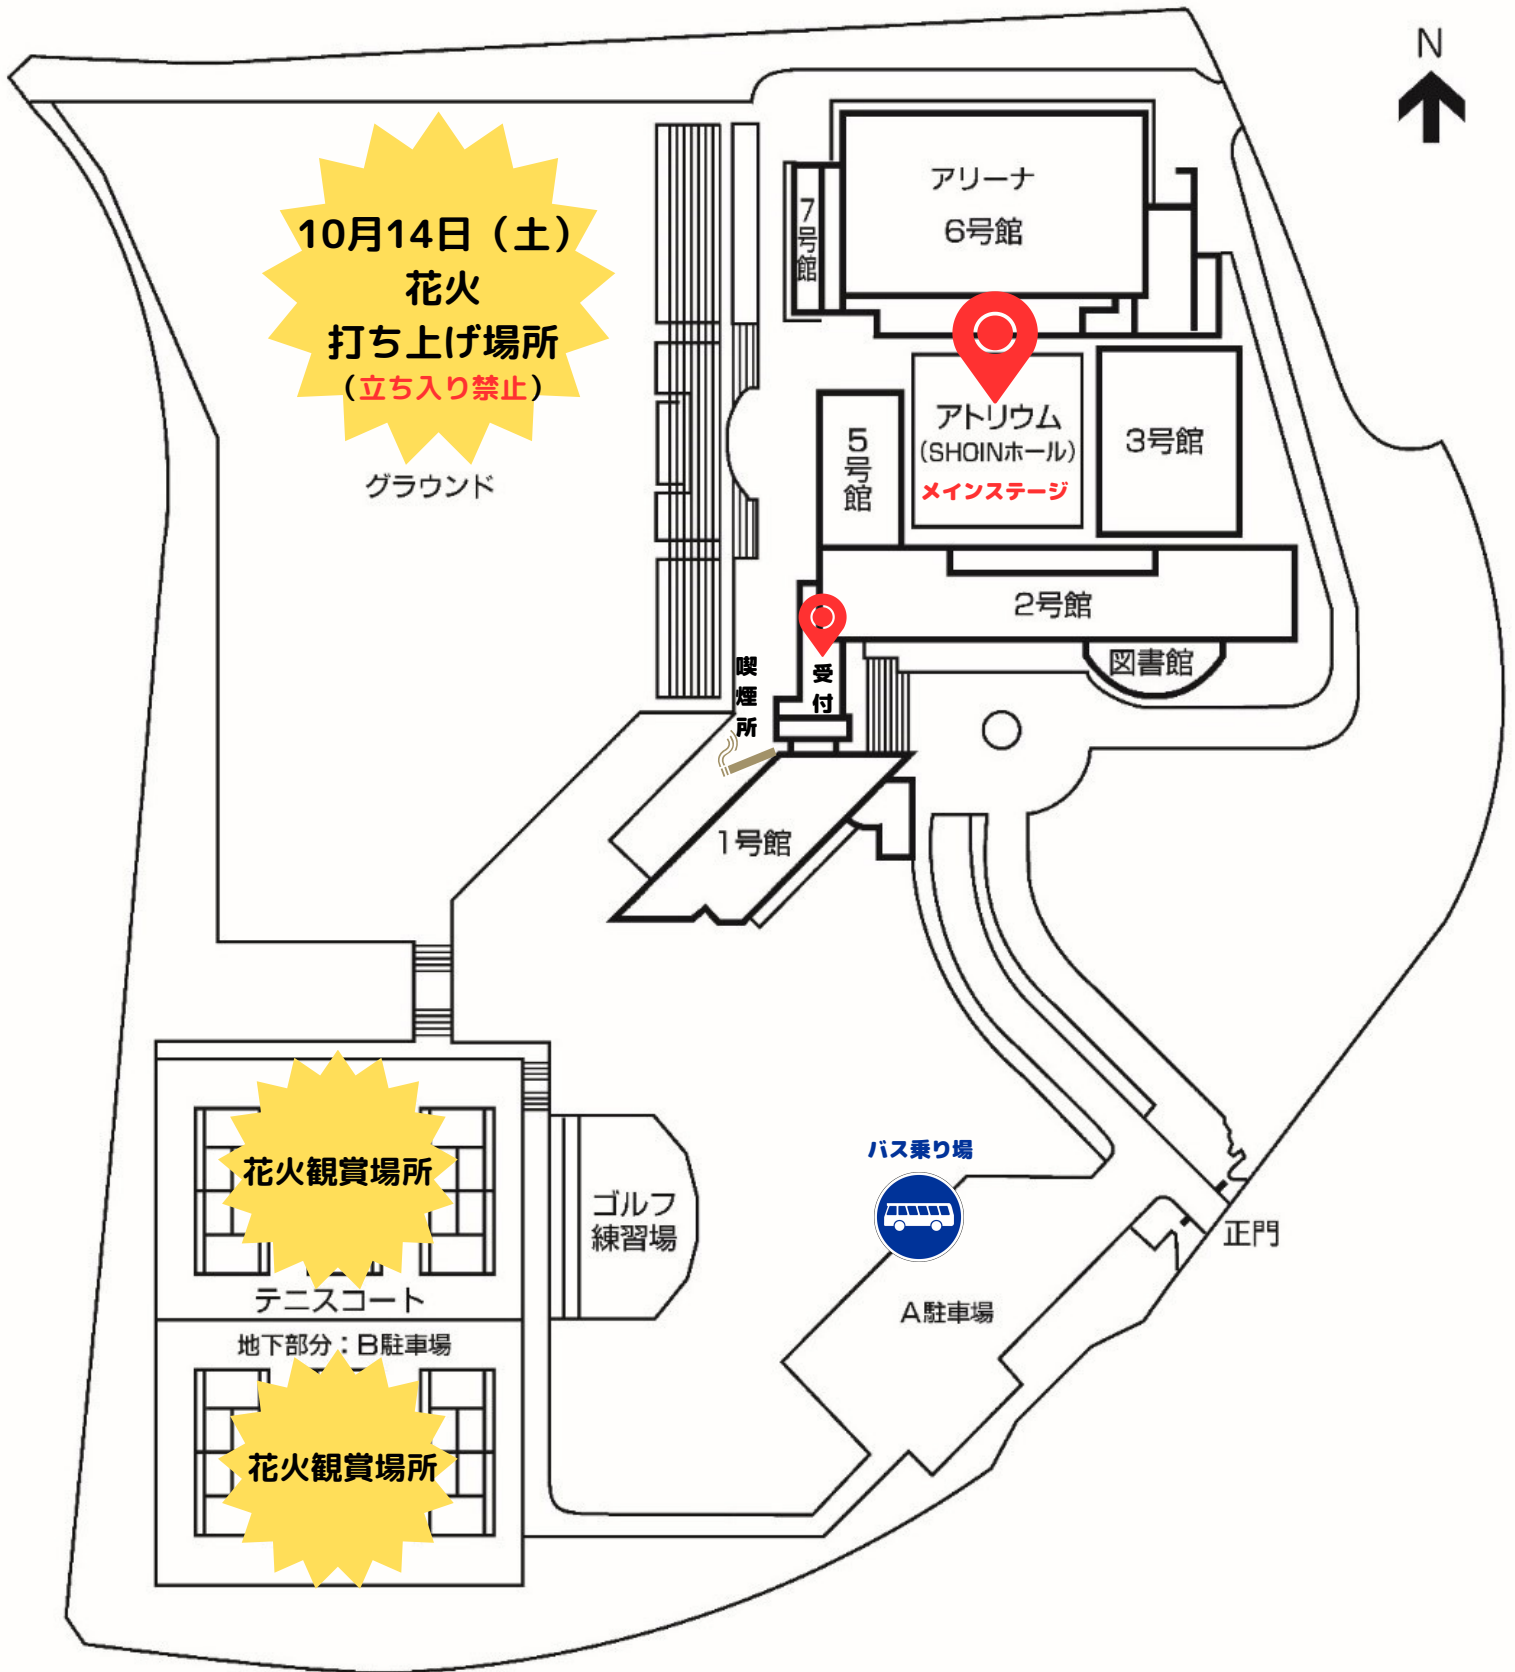 N
10月14日（土）
花火
打ち上げ場所
（立ち入り禁止）
グラウンド
アリーナ
6号館
7号館
アトリウム
（SHOINホール）
メインステージ
5号館
3号館
2号館
図書館
受付
喫煙所
1号館
花火観賞場所
テニスコート
地下部分：B駐車場
花火観賞場所
ゴルフ
練習場
バス乗り場
A駐車場
正門